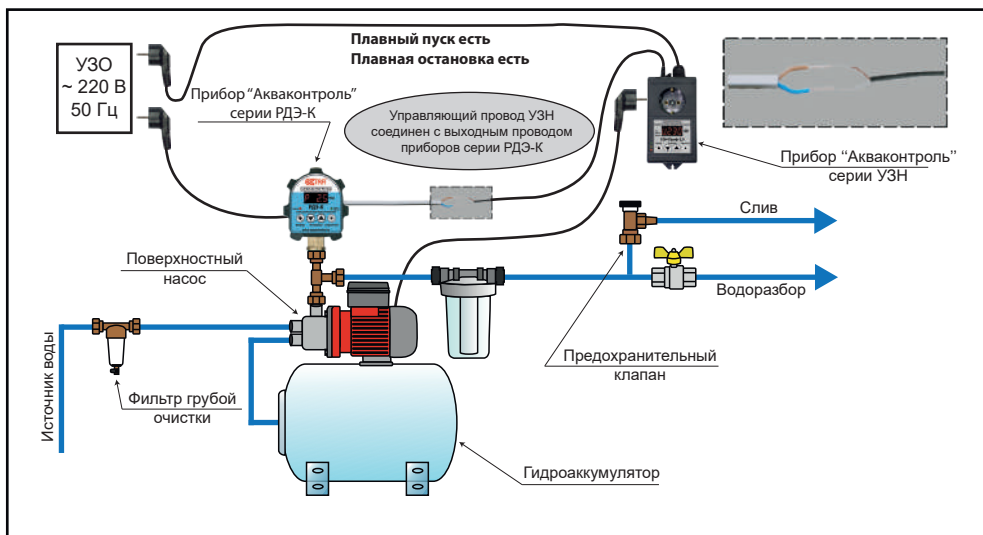 Плавный пуск есть
Плавная остановка есть
УЗО
~ 220 В
50 Гц
Прибор “Акваконтроль”
серии РДЭ-К
Управляющий провод УЗН
соединен с выходным проводом
приборов серии РДЭ-К
Прибор “Акваконтроль”
серии УЗН
РДЭ-К
Слив
Водоразбор
Поверхностный
насос
Предохранительный
клапан
Источник воды
Фильтр грубой
очистки
Гидроаккумулятор